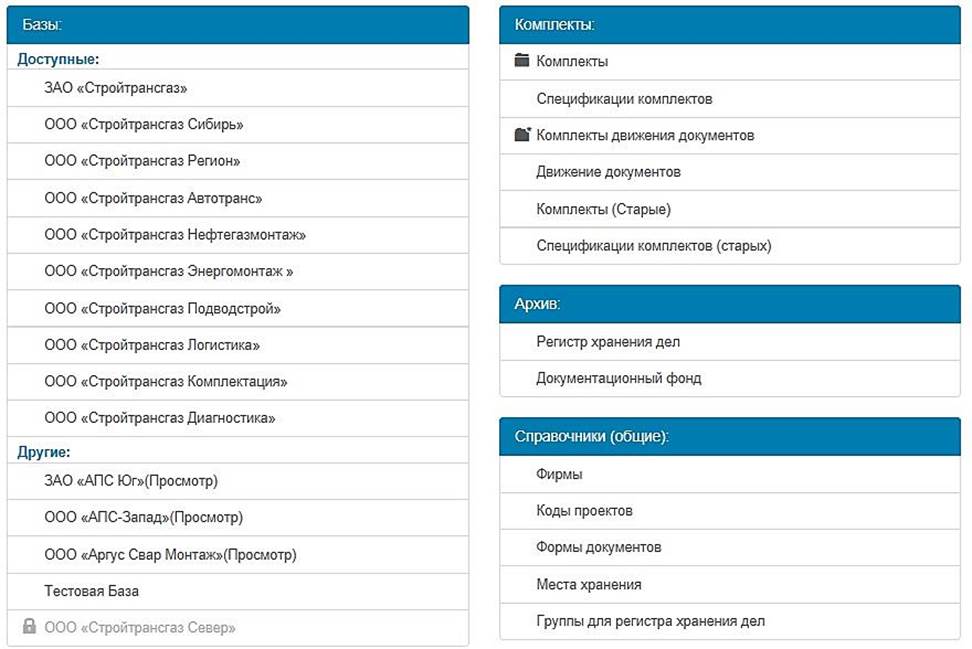 Базы:
Доступные:
ЗАО «Стройтрансгаз»
ООО «Стройтрансгаз Сибирь»
ООО «Стройтрансгаз Регион»
ООО «Стройтрансгаз Автотранс»
ООО «Стройтрансгаз Нефтегазмонтаж»
ООО «Стройтрансгаз Энергомонтаж »
ООО «Стройтрансгаз Подводстрой»
ООО «Стройтрансгаз Логистика»
ООО «Стройтрансгаз Комплектация»
ООО «Стройтрансгаз Диагностика»
Другие:
ЗАО «АПС Юг»(Просмотр)
ООО «АПС-Запад»(Просмотр)
ООО «Аргус Свар Монтаж»(Просмотр)
Тестовая База
ООО «Стройтрансгаз Север»
Комплекты:
Комплекты
Спецификации комплектов
Комплекты движения документов
Движение документов
Комплекты (Старые)
Спецификации комплектов (старых)
Архив:
Регистр хранения дел
Документационный фонд
Справочники (общие):
Фирмы
Коды проектов
Формы документов
Места хранения
Группы для регистра хранения дел